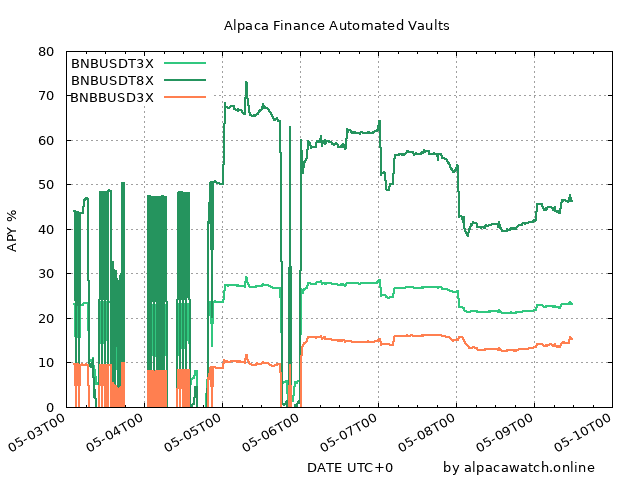 Alpaca Finance Automated Vaults
80
70
60
50
40
30
20
10
0
APY %
BNBUSDT3X
BNBUSDT8X
BNBBUSD3X
05-03T00
05-04T00
05-05T00
05-06T00
05-07T00
05-08T00
05-09T00
05-10T00
DATE UTC+0
by alpacawatch.online